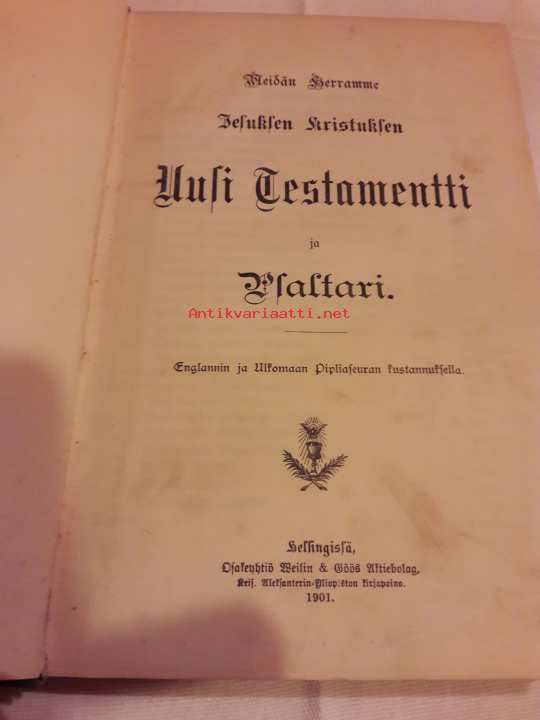 Meidän Herramme
Jesuksen Kristuksen
Uusi Testamentti
ja
Psaltari.
Antikvariaatti.net
Englannin ja Ulkomaan Pipliaseuran kustannuksella.
Helsingissä,
Osakeyhtiö Weilin & Göös Aktiebolag,
Keis. Aleksanterin-Yliopiston kirjapaino.
1901.